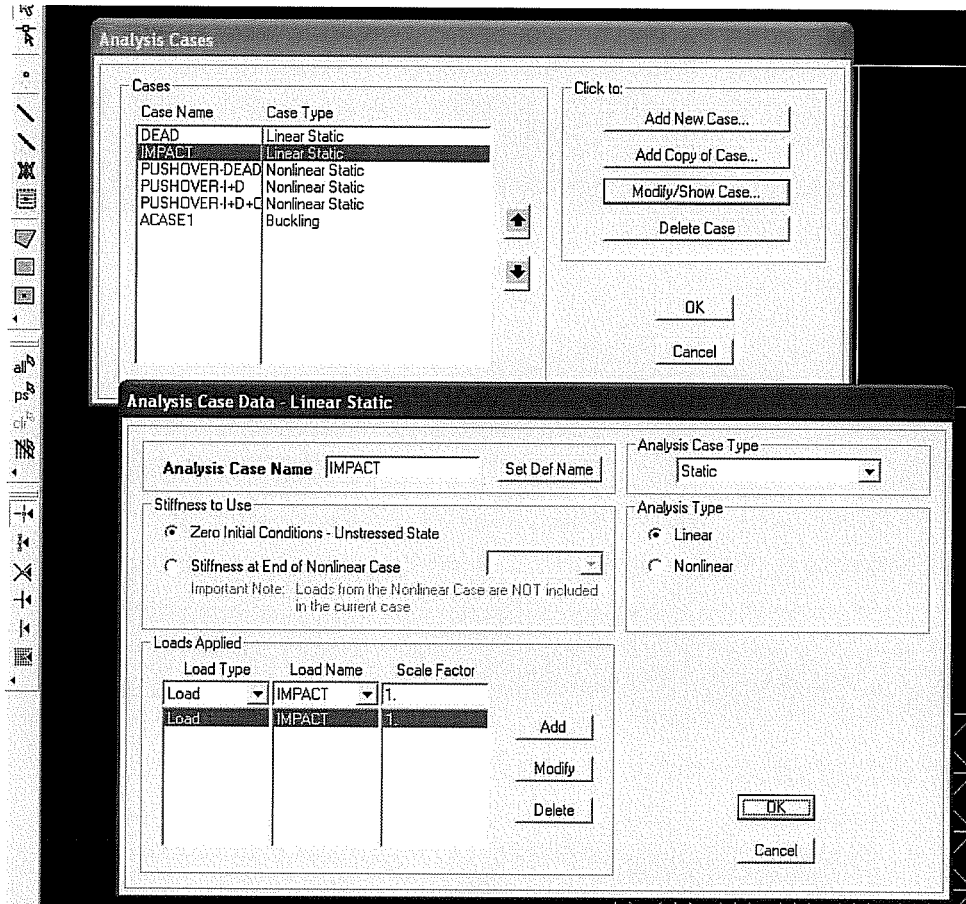 Analysis Cases
Cases
Case Name Case Type
DEAD Linear Static
IMPACT Linear Static
PUSHOVER-DEAD Nonlinear Static
PUSHOVER-I+D Nonlinear Static
PUSHOVER-I+D+D Nonlinear Static
ACASE1 Buckling
Click to:
Add New Case...
Add Copy of Case...
Modify/Show Case...
Delete Case
OK
Cancel
all
ps
clr
Analysis Case Data - Linear Static
Analysis Case Name IMPACT Set Def Name
Analysis Case Type
Static
Stiffness to Use
Zero Initial Conditions - Unstressed State
Stiffness at End of Nonlinear Case
Important Note: Loads from the Nonlinear Case are NOT included
in the current case
Analysis Type
Linear
Nonlinear
Loads Applied
Load Type Load Name Scale Factor
Load IMPACT 1.
Load IMPACT 1.
Add
Modify
Delete
OK
Cancel